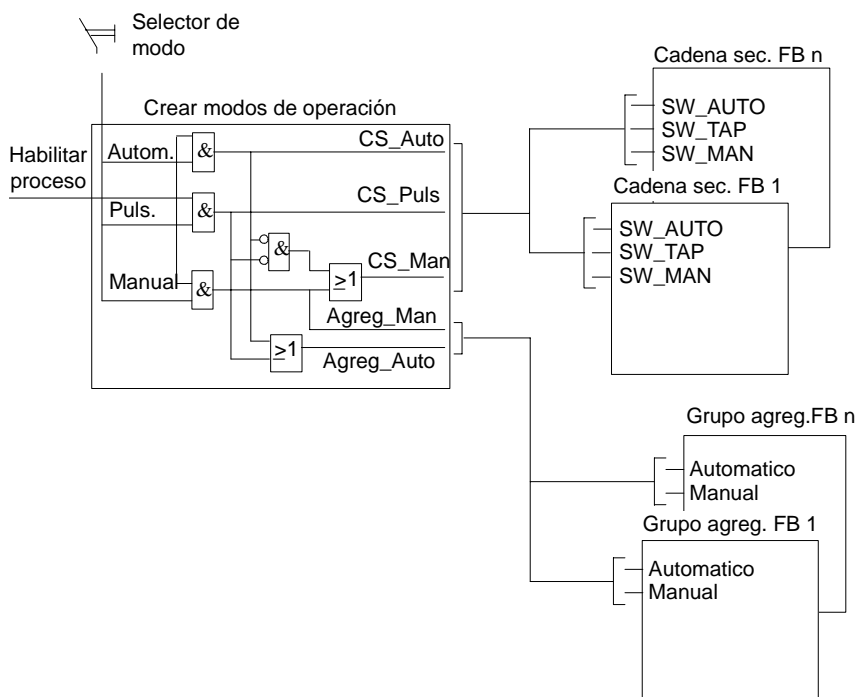 Selector de
modo
Crear modos de operación
Habilitar
proceso
Autom.
&
CS_Auto
Puls.
&
CS_Puls
&
Manual
&
≥1
CS_Man
Agreg_Man
≥1
Agreg_Auto
Cadena sec. FB n
SW_AUTO
SW_TAP
SW_MAN
Cadena sec. FB 1
SW_AUTO
SW_TAP
SW_MAN
Grupo agreg.FB n
Automatico
Manual
Grupo agreg. FB 1
Automatico
Manual